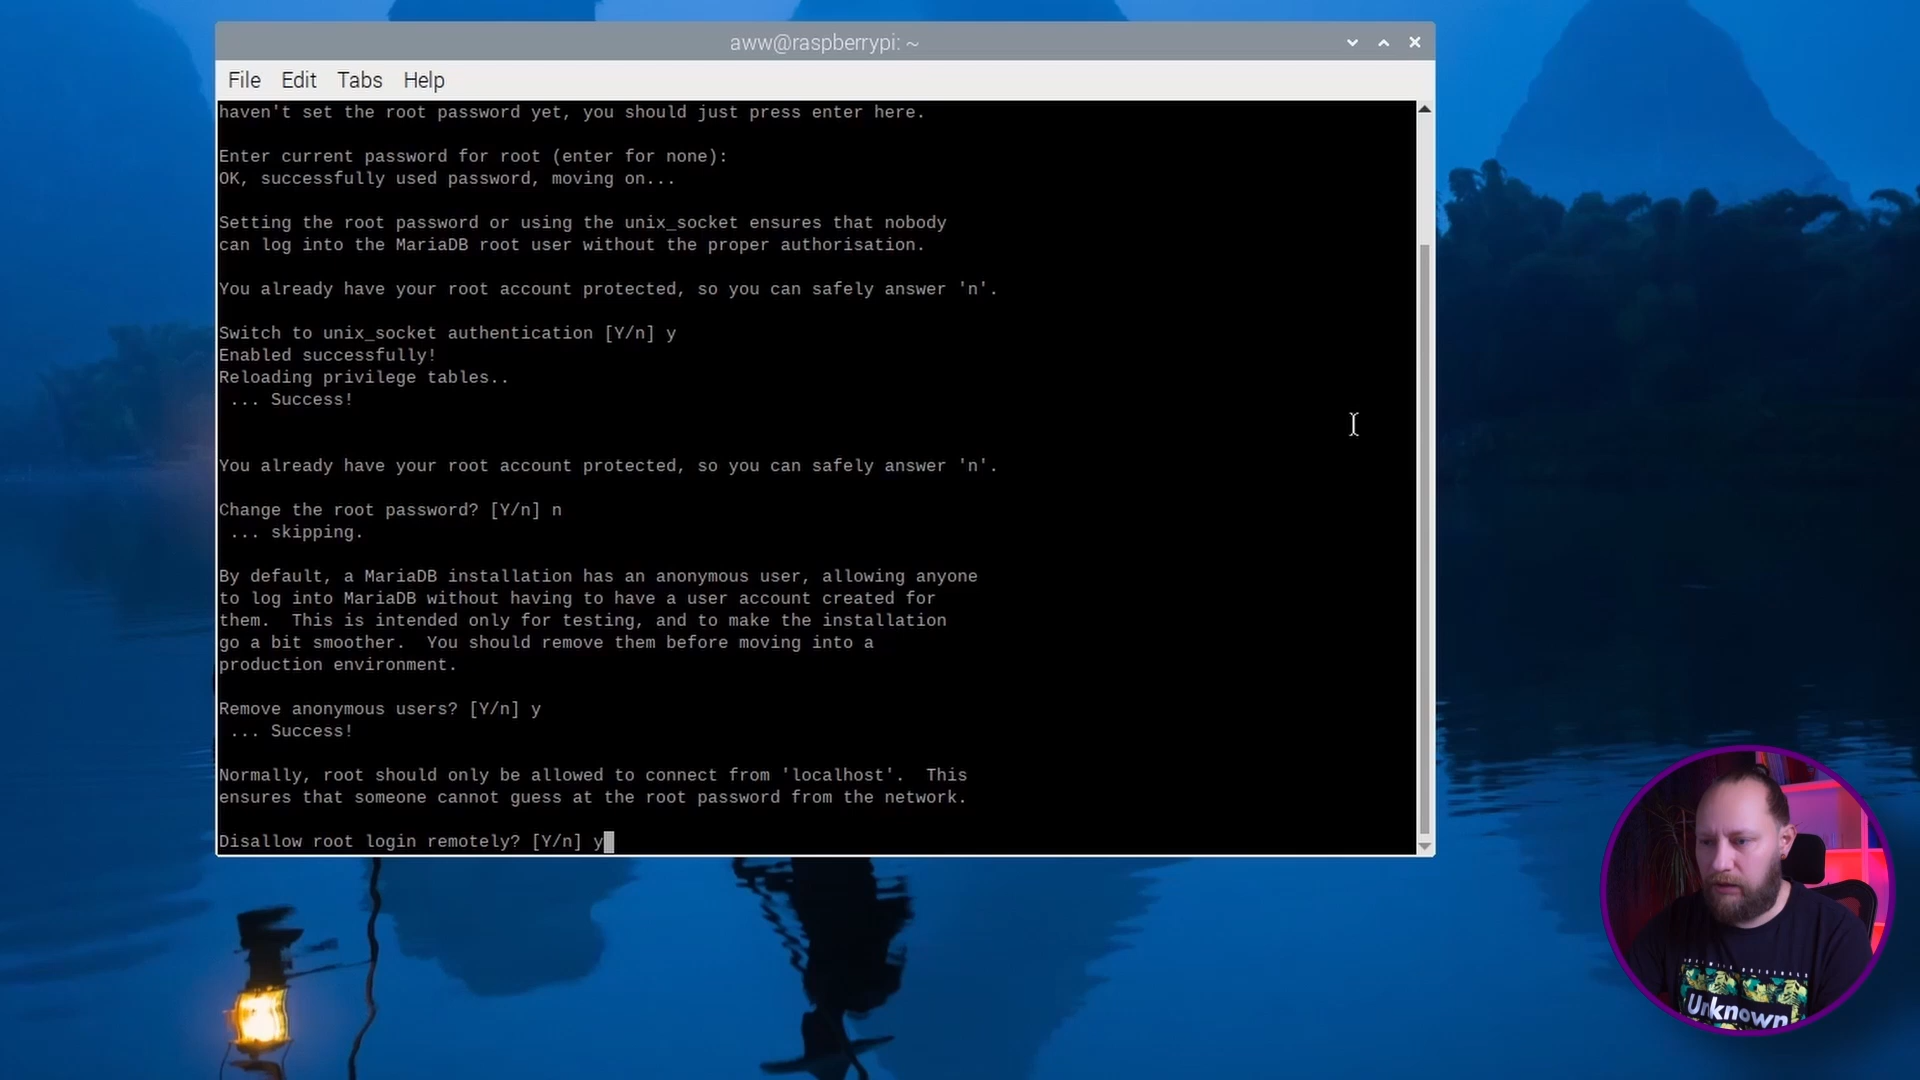 aww@raspberrypi: ~
File Edit Tabs Help
haven't set the root password yet, you should just press enter here.
Enter current password for root (enter for none):
OK, successfully used password, moving on...
Setting the root password or using the unix_socket ensures that nobody
can log into the MariaDB root user without the proper authorisation.
You already have your root account protected, so you can safely answer 'n'.
Switch to unix_socket authentication [Y/n] y
Enabled successfully!
Reloading privilege tables..
... Success!
You already have your root account protected, so you can safely answer 'n'.
Change the root password? [Y/n] n
... skipping.
By default, a MariaDB installation has an anonymous user, allowing anyone
to log into MariaDB without having to have a user account created for
them.  This is intended only for testing, and to make the installation
go a bit smoother.  You should remove them before moving into a
production environment.
Remove anonymous users? [Y/n] y
... Success!
Normally, root should only be allowed to connect from 'localhost'.  This
ensures that someone cannot guess at the root password from the network.
Disallow root login remotely? [Y/n] y
Unknown